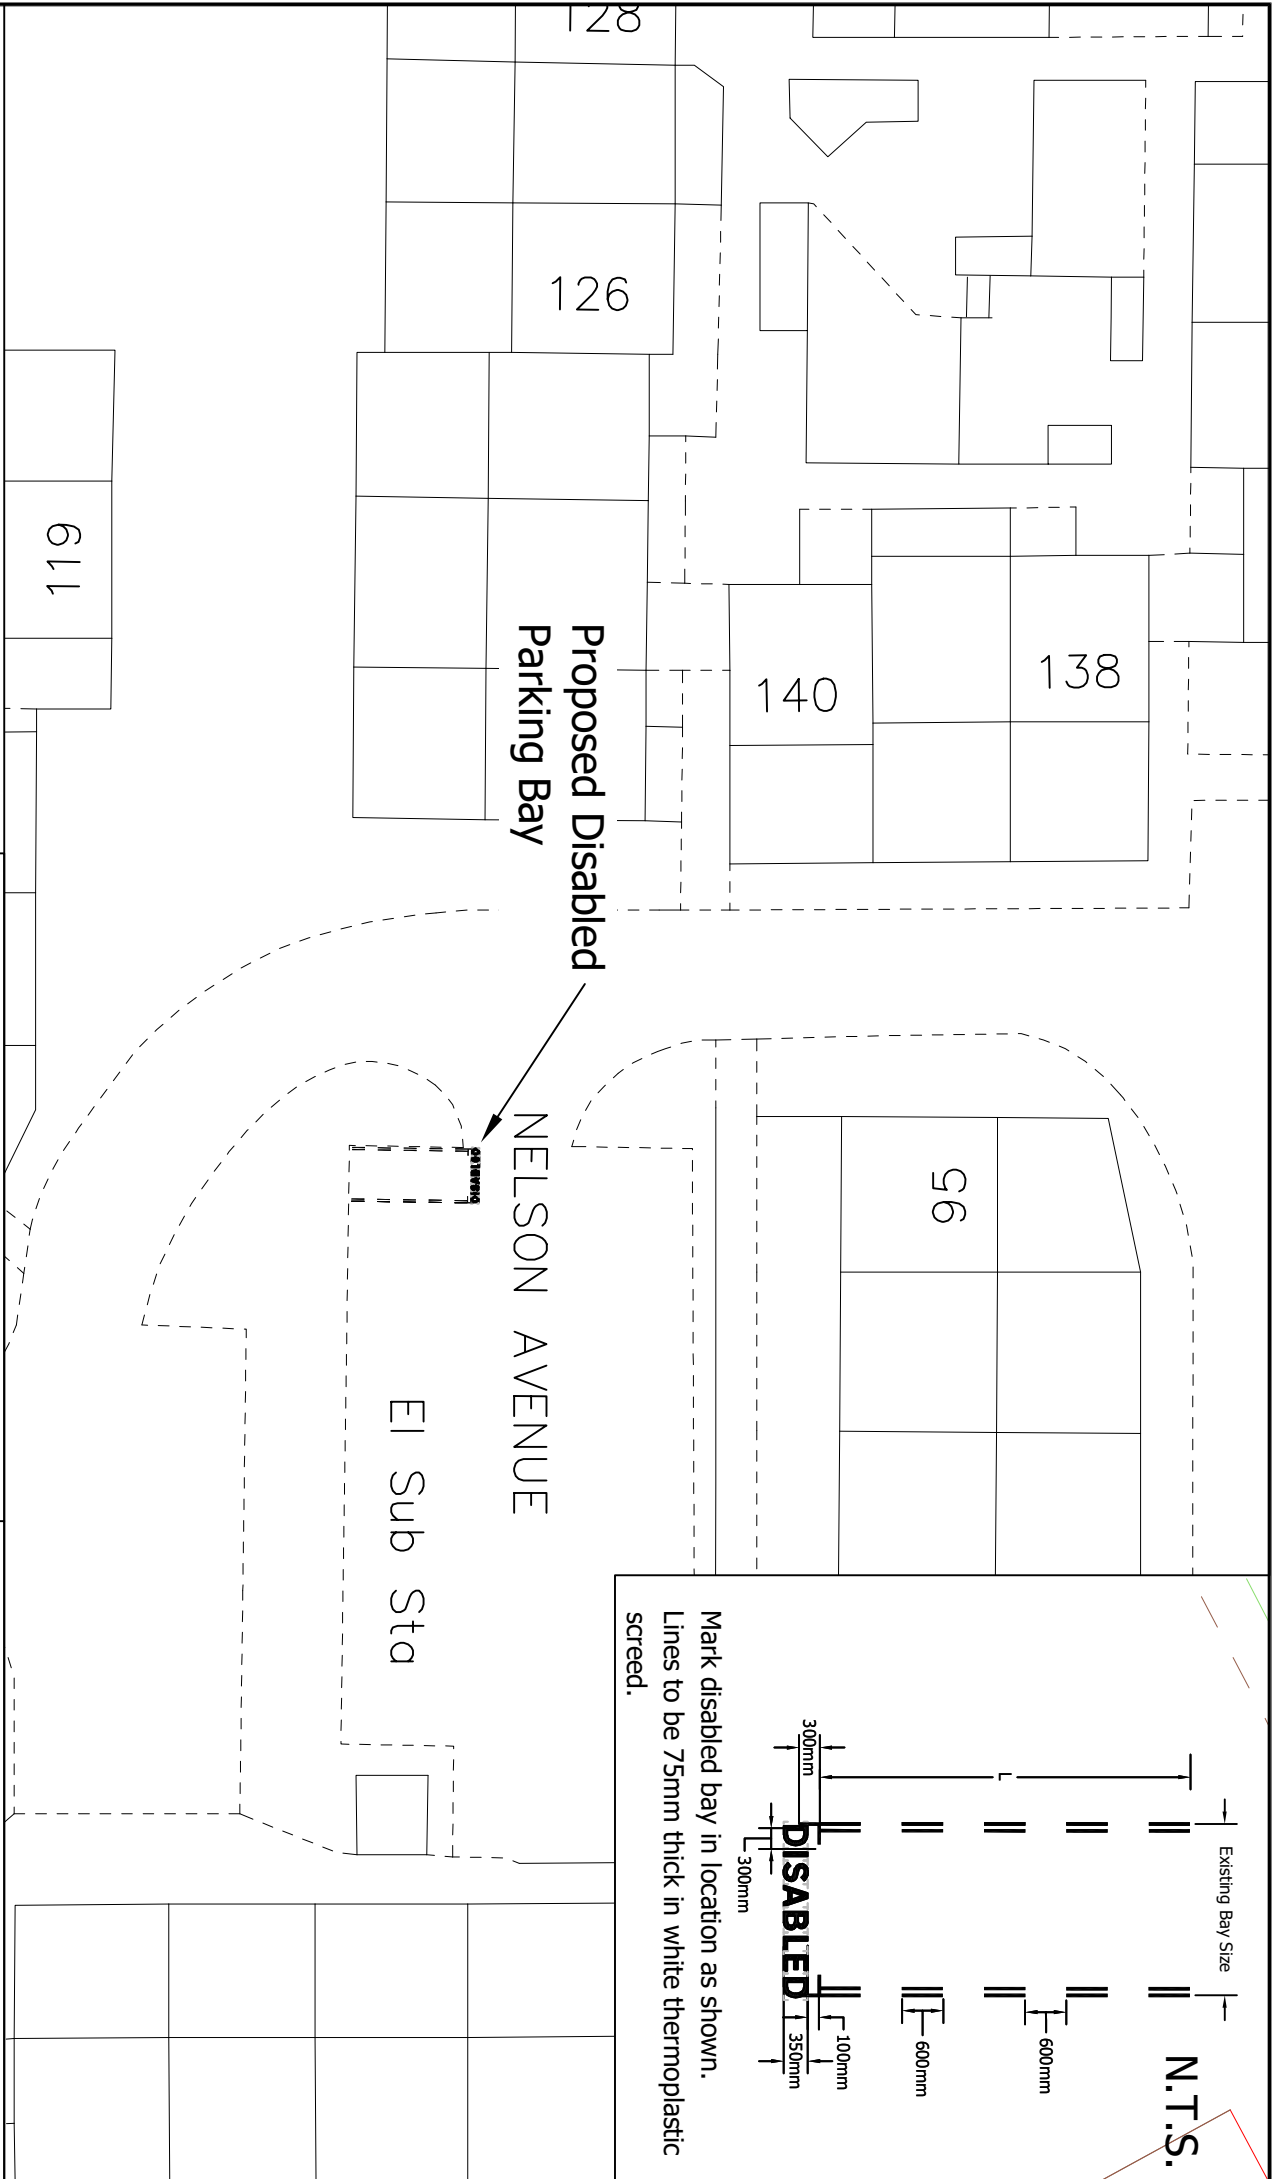 128
126
119
138
140
Proposed Disabled
Parking Bay
NELSON AVENUE
DISABLED
95
El Sub Sta
N.T.S.
Existing Bay Size
L
300mm
300mm
DISABLED
600mm
600mm
100mm
350mm
Mark disabled bay in location as shown.
Lines to be 75mm thick in white thermoplastic
screed.